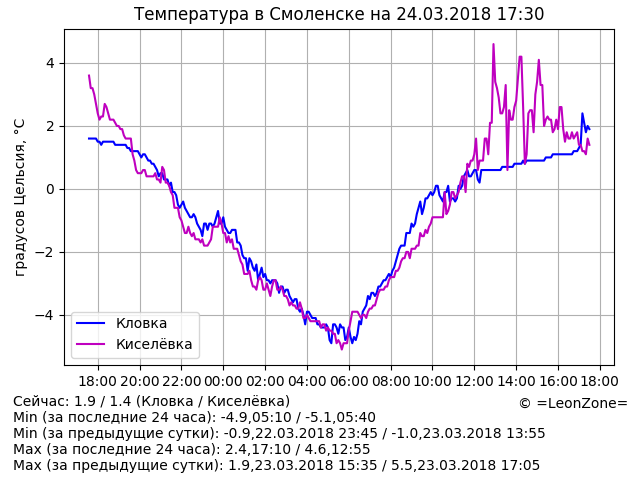 Температура в Смоленске на 24.03.2018 17:30
градусов Цельсия, °C
4
2
0
−2
−4
Кловка
Киселёвка
18:00 20:00 22:00 00:00 02:00 04:00 06:00 08:00 10:00 12:00 14:00 16:00 18:00
Сейчас: 1.9 / 1.4 (Кловка / Киселёвка)
© =LeonZone=
Min (за последние 24 часа): -4.9,05:10 / -5.1,05:40
Min (за предыдущие сутки): -0.9,22.03.2018 23:45 / -1.0,23.03.2018 13:55
Max (за последние 24 часа): 2.4,17:10 / 4.6,12:55
Max (за предыдущие сутки): 1.9,23.03.2018 15:35 / 5.5,23.03.2018 17:05